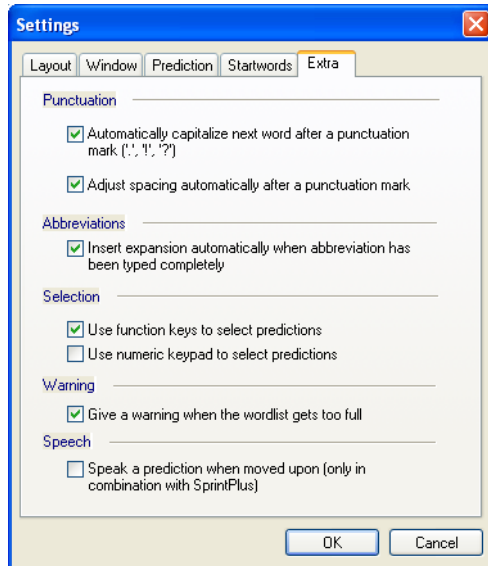 Settings
Layout Window Prediction Startwords Extra
Punctuation
Automatically capitalize next word after a punctuation
mark ('.', '!', '?')
Adjust spacing automatically after a punctuation mark
Abbreviations
Insert expansion automatically when abbreviation has
been typed completely
Selection
Use function keys to select predictions
Use numeric keypad to select predictions
Warning
Give a warning when the wordlist gets too full
Speech
Speak a prediction when moved upon (only in
combination with SprintPlus)
OK Cancel